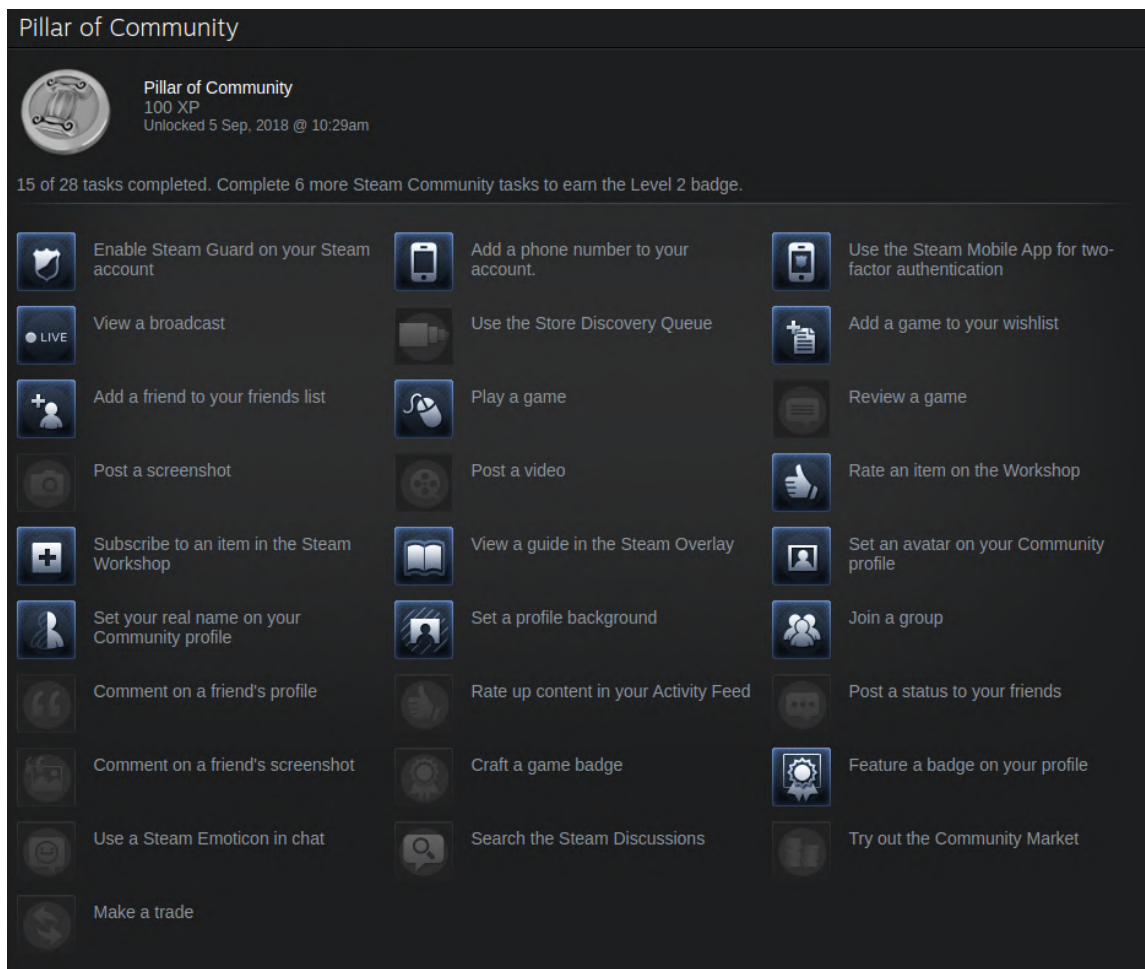 Pillar of Community
Pillar of Community
100 XP
Unlocked 5 Sep, 2018 @ 10:29am
15 of 28 tasks completed. Complete 6 more Steam Community tasks to earn the Level 2 badge.
Enable Steam Guard on your Steam
account
Add a phone number to your
account.
Use the Steam Mobile App for two-
factor authentication
LIVE
View a broadcast
Use the Store Discovery Queue
Add a game to your wishlist
Add a friend to your friends list
Play a game
Review a game
Post a screenshot
Post a video
Rate an item on the Workshop
Subscribe to an item in the Steam
Workshop
View a guide in the Steam Overlay
Set an avatar on your Community
profile
Set your real name on your
Community profile
Set a profile background
Join a group
Comment on a friend's profile
Rate up content in your Activity Feed
Post a status to your friends
Comment on a friend's screenshot
Craft a game badge
Feature a badge on your profile
Use a Steam Emoticon in chat
Search the Steam Discussions
Try out the Community Market
Make a trade